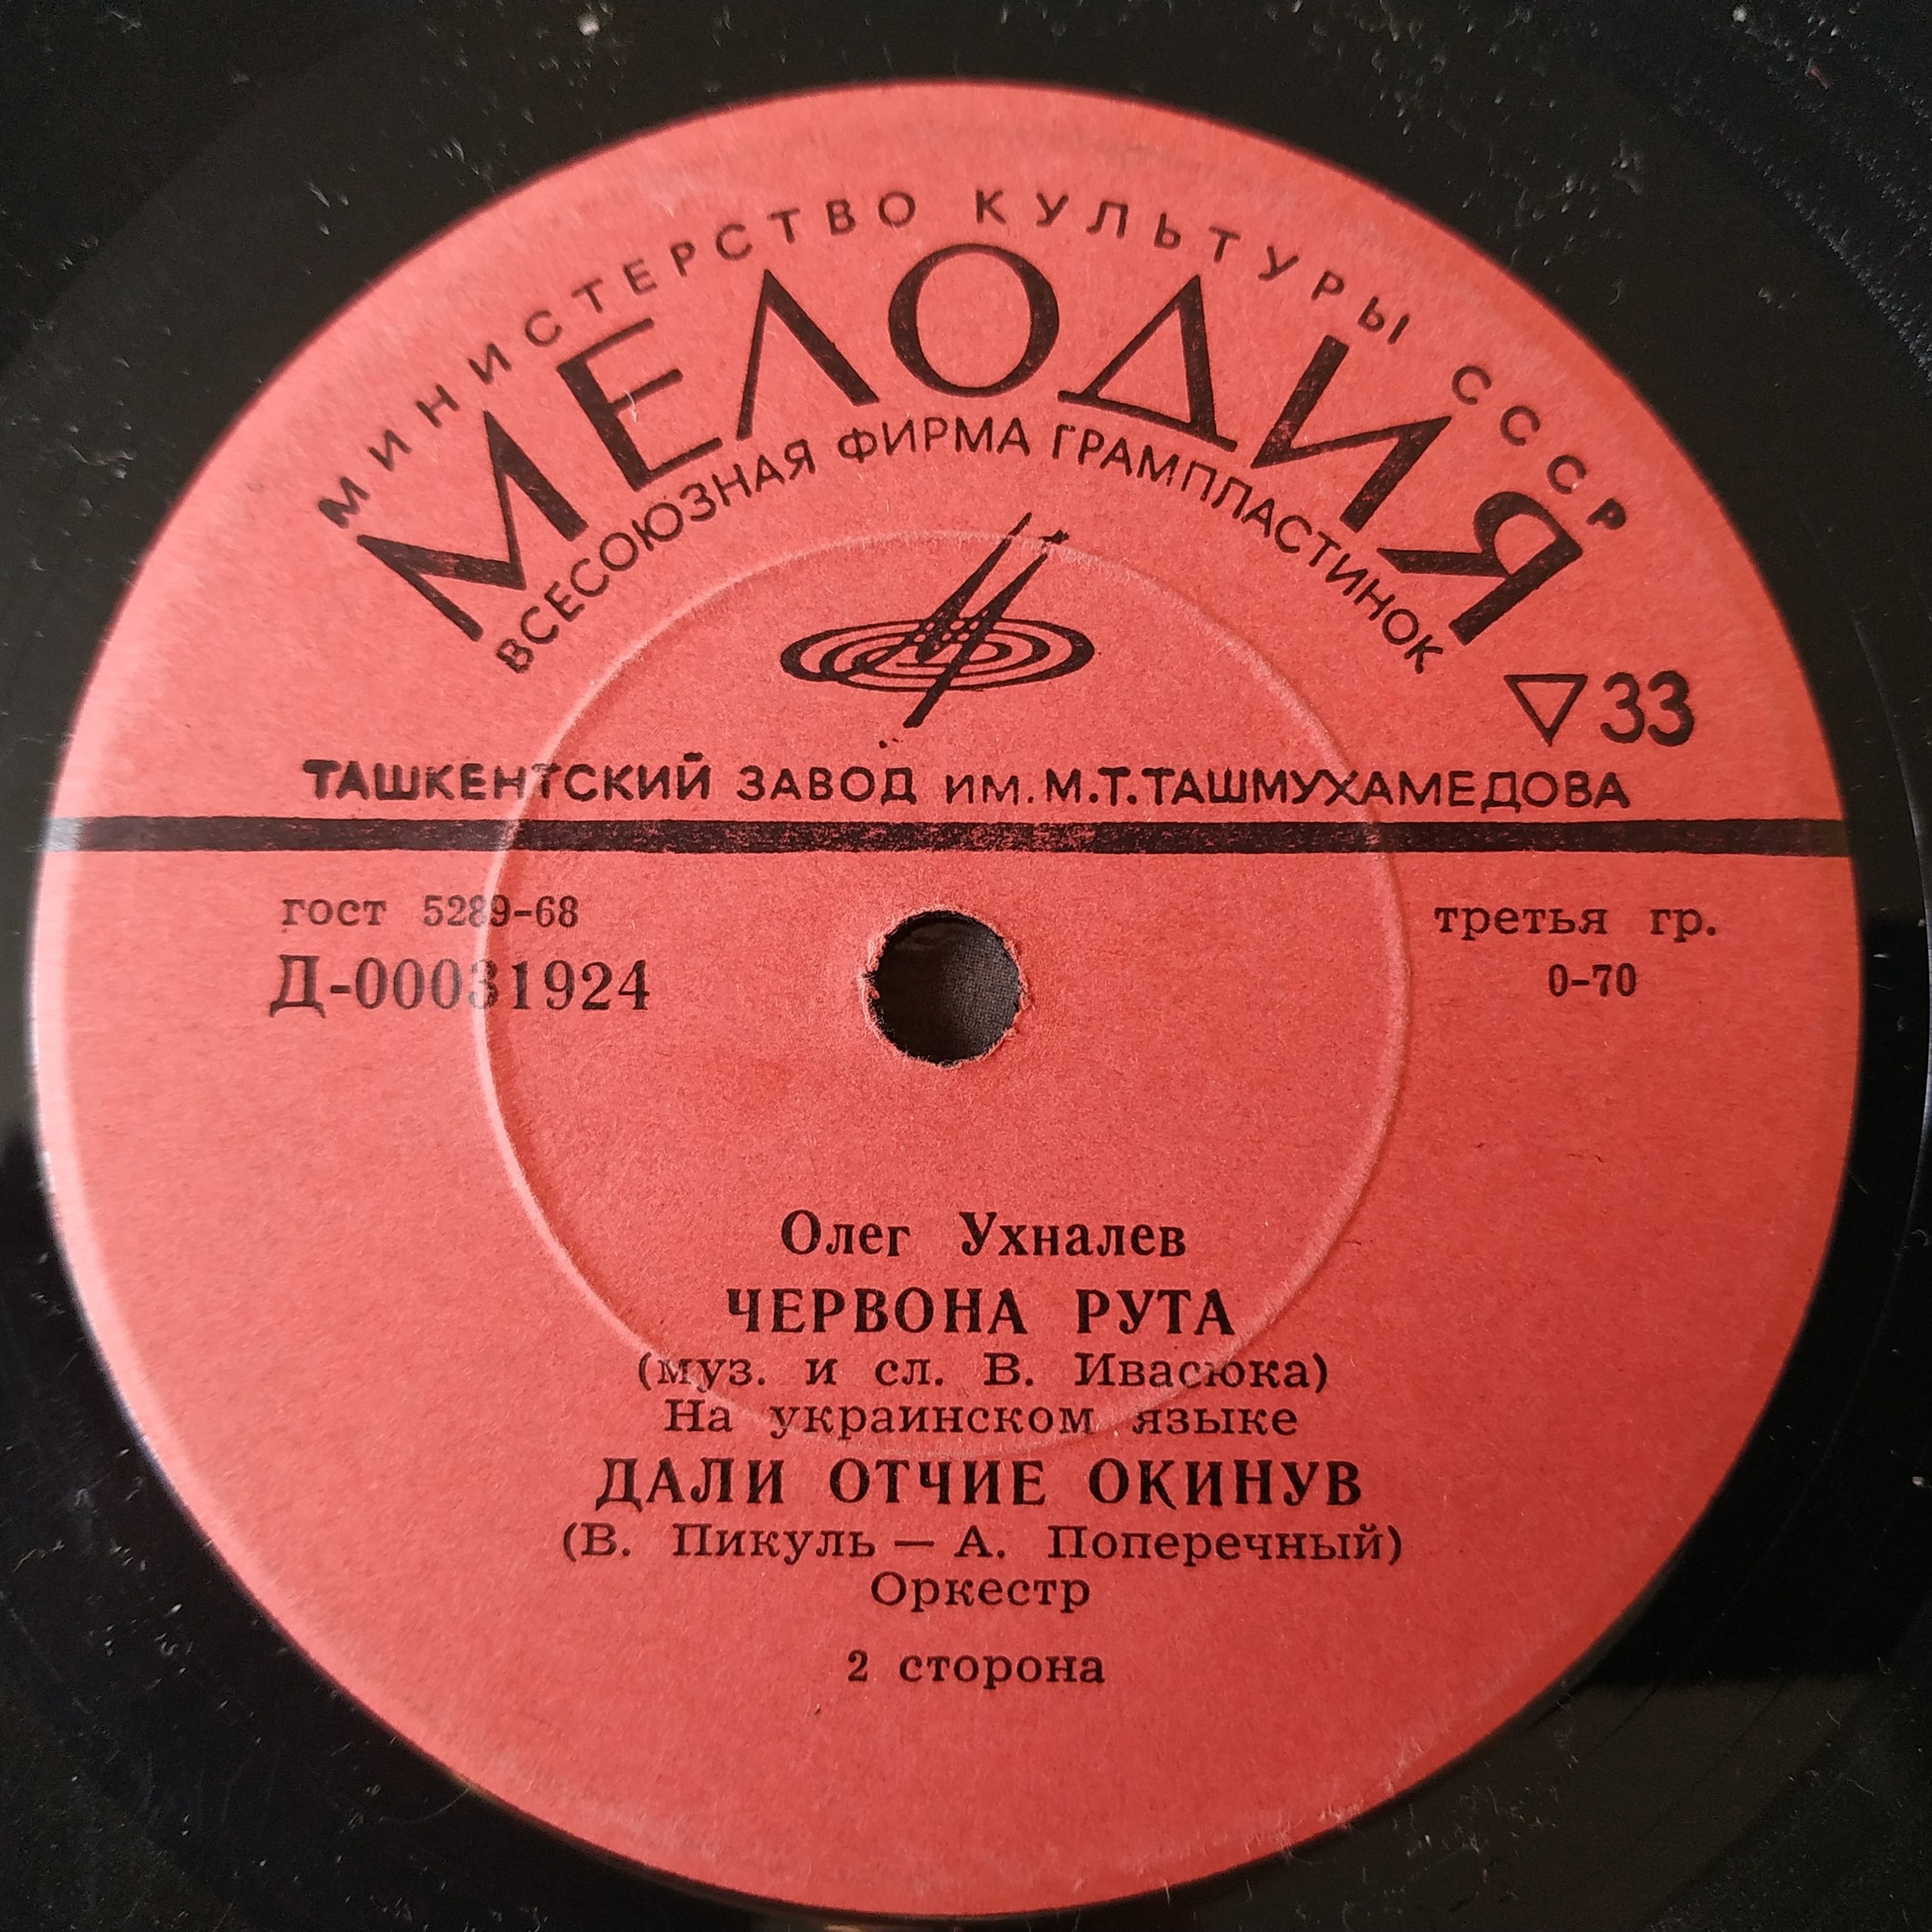 МИНИСТЕРСТВО КУЛЬТУРЫ СССР
МЕЛОДИЯ
ВСЕСОЮЗНАЯ ФИРМА ГРАМПЛАСТИНОК
▽33
ТАШКЕНТСКИЙ ЗАВОД ИМ. М.Т.ТАШМУХАМЕДОВА
гост 5289-68
третья гр.
Д-00031924
0-70
Олег Ухналев
ЧЕРВОНА РУТА
(муз. и сл. В. Ивасюка)
На украинском языке
ДАЛИ ОТЧИЕ ОКИНУВ
(В. Пикуль — А. Поперечный)
Оркестр
2 сторона